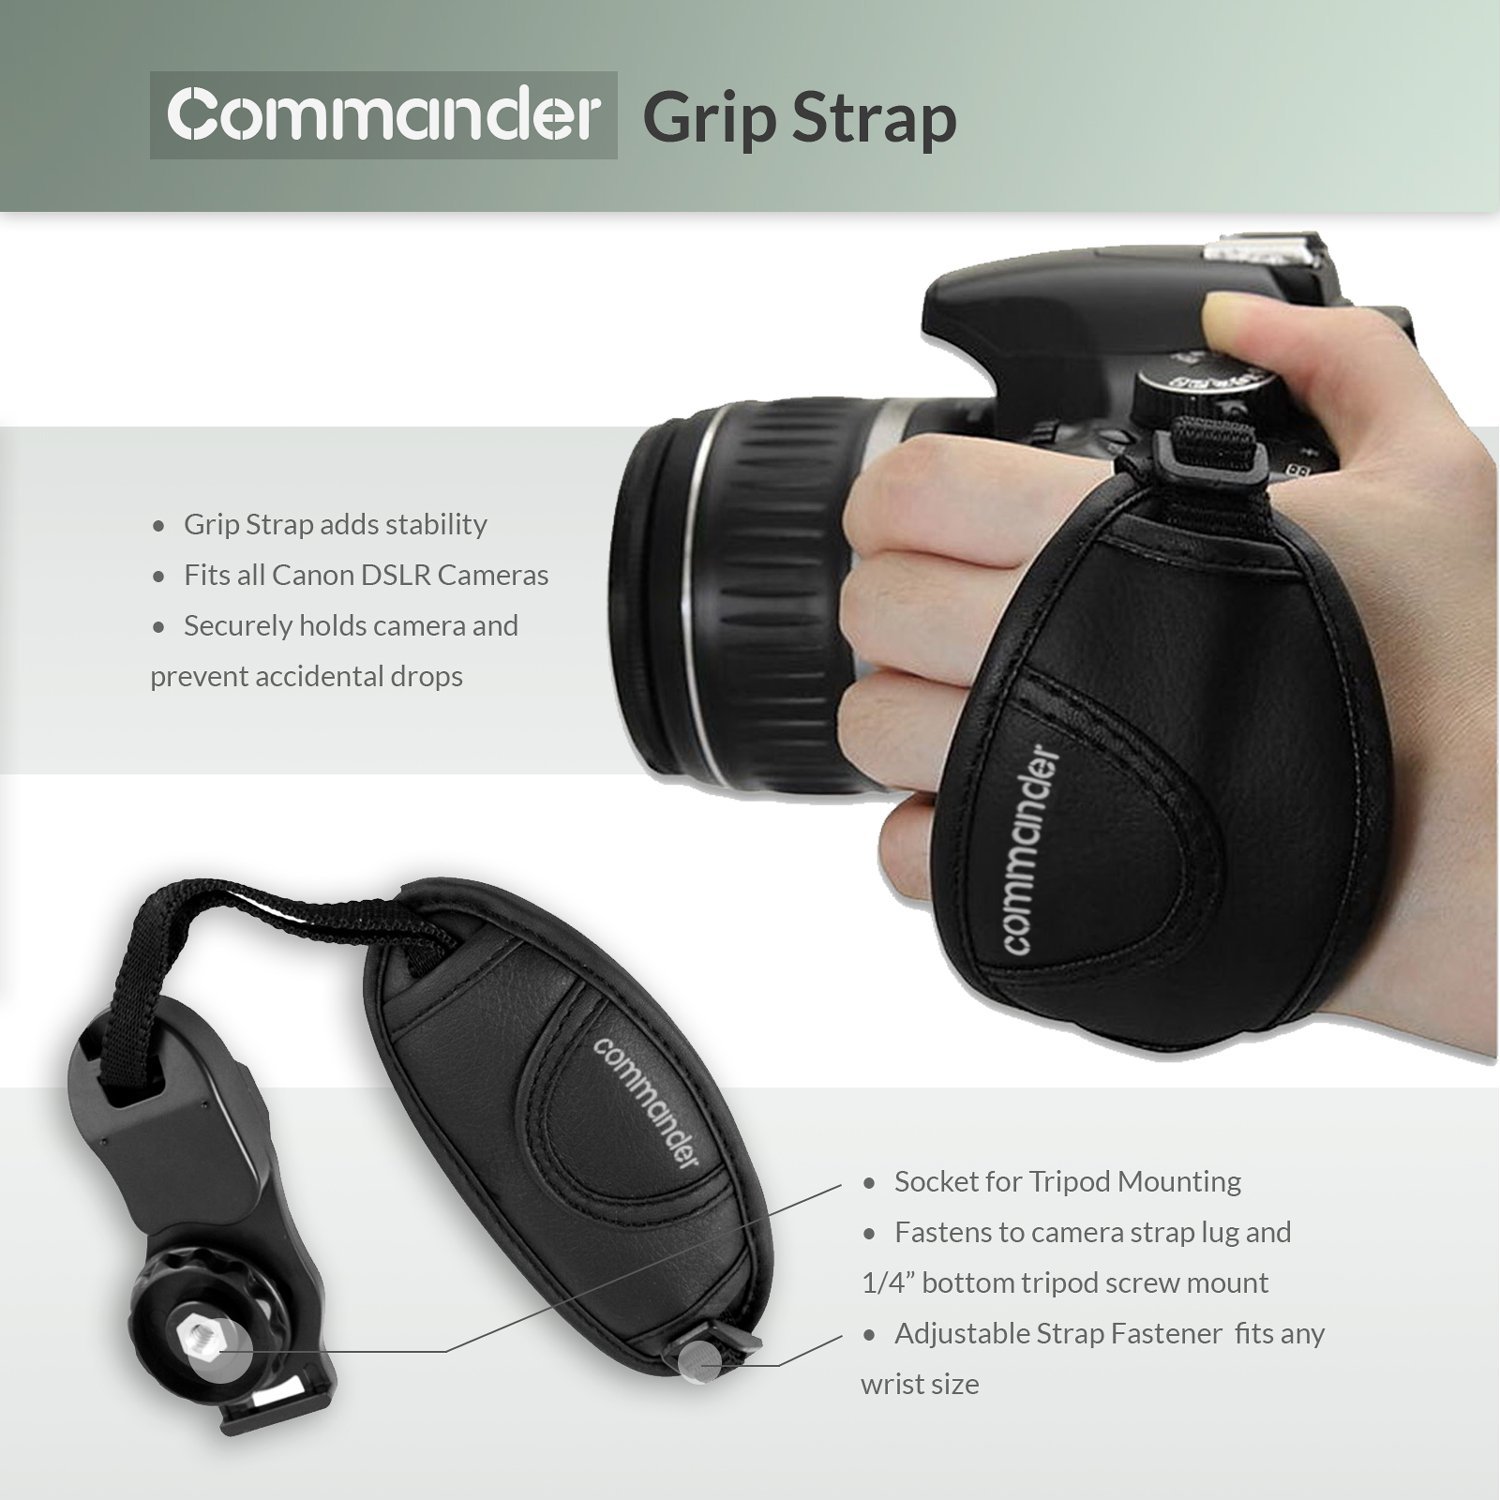 Commander Grip Strap
• Grip Strap adds stability
• Fits all Canon DSLR Cameras
• Securely holds camera and
prevent accidental drops
commander
commander
• Socket for Tripod Mounting
• Fastens to camera strap lug and
1/4” bottom tripod screw mount
• Adjustable Strap Fastener fits any
wrist size